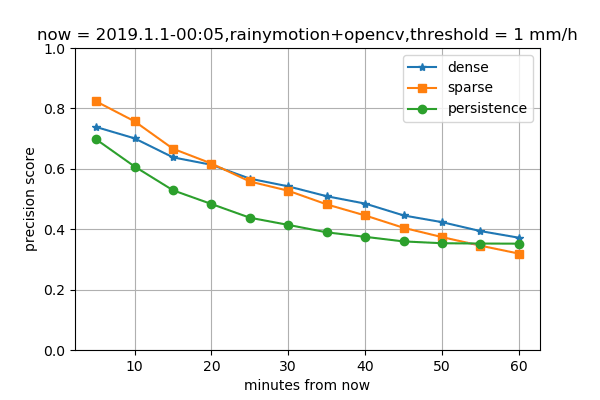 now = 2019.1.1-00:05,rainymotion+opencv,threshold = 1 mm/h
1.0
0.8
0.6
0.4
0.2
0.0
precision score
dense
sparse
persistence
10 20 30 40 50 60
minutes from now